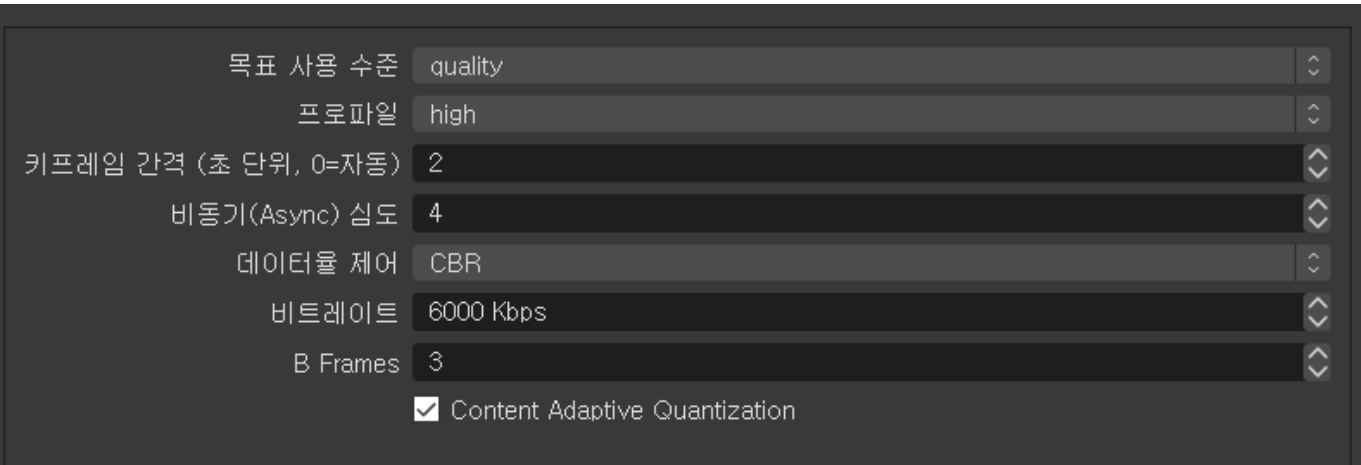 목표 사용 수준 quality
프로파일 high
키프레임 간격 (초 단위, 0=자동) 2
비동기(Async) 심도 4
데이터율 제어 CBR
비트레이트 6000 Kbps
B Frames 3
Content Adaptive Quantization